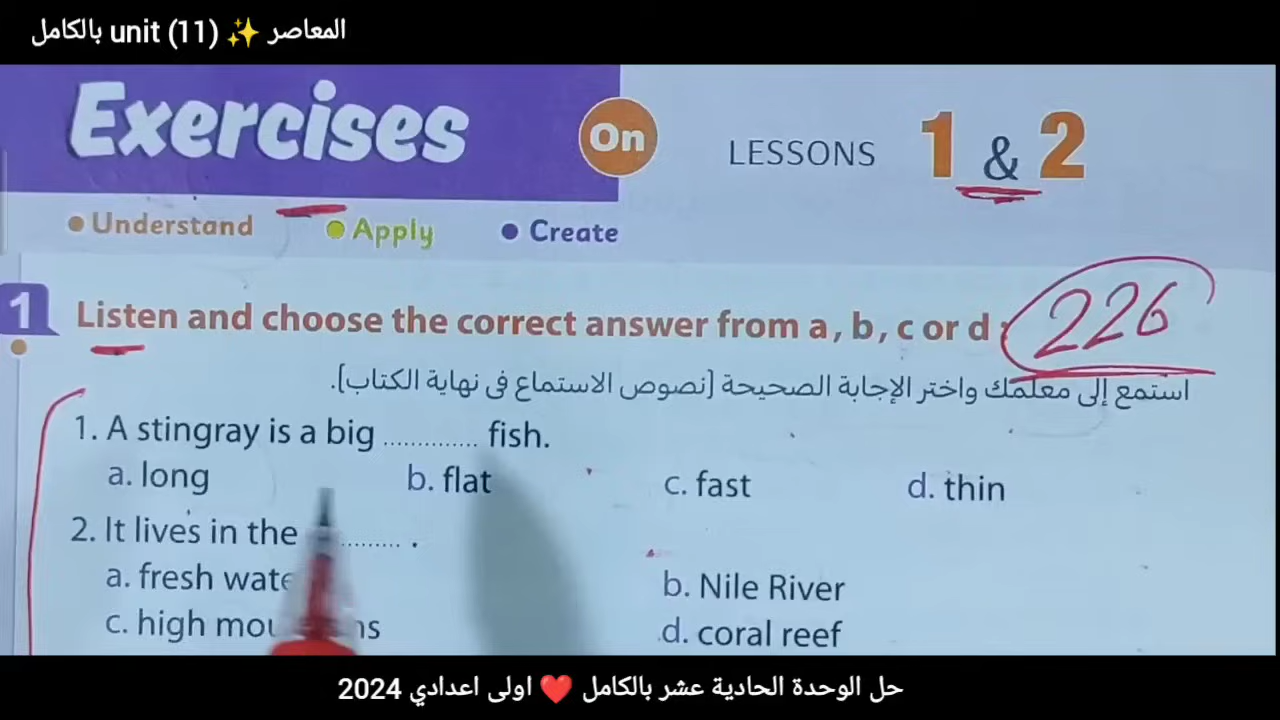 المعاصر ✨ unit (11) بالكامل
Exercises On LESSONS 1 & 2
Understand Apply Create
1 Listen and choose the correct answer from a, b, c or d : 226
استمع إلى معلمك واختر الإجابة الصحيحة [نصوص الاستماع فى نهاية الكتاب].
1. A stingray is a big ............. fish.
a. long b. flat c. fast d. thin
2. It lives in the ......... .
a. fresh b. Nile River
c. high d. coral reef
حل الوحدة الحادية عشر بالكامل ❤️ اولى اعدادي 2024